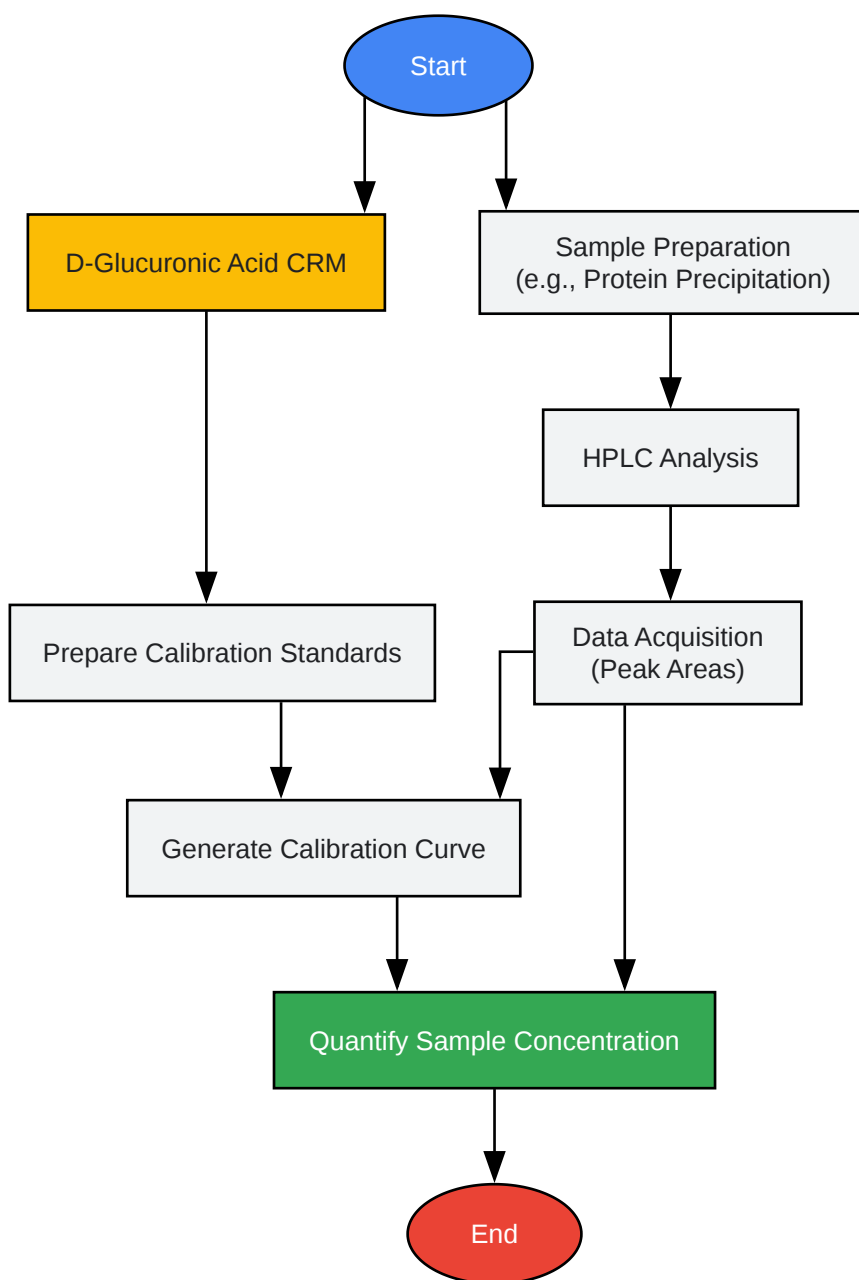 Start
D-Glucuronic Acid CRM
Sample Preparation
(e.g., Protein Precipitation)
HPLC Analysis
Prepare Calibration Standards
Data Acquisition
(Peak Areas)
Generate Calibration Curve
Quantify Sample Concentration
End